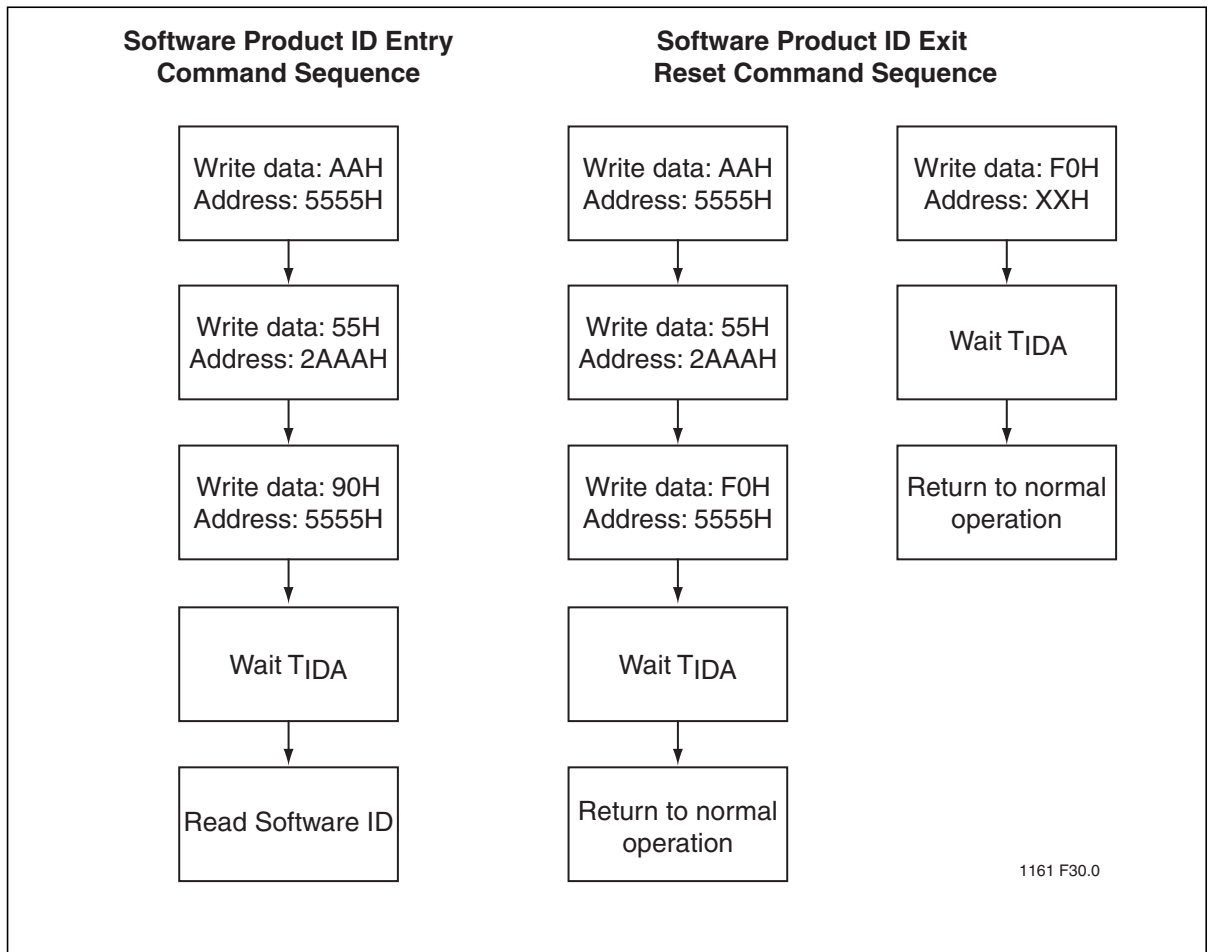 Software Product ID Entry
Command Sequence
Write data: AAH
Address: 5555H
Write data: 55H
Address: 2AAAH
Write data: 90H
Address: 5555H
Wait TIDA
Read Software ID
Software Product ID Exit
Reset Command Sequence
Write data: AAH
Address: 5555H
Write data: 55H
Address: 2AAAH
Write data: F0H
Address: 5555H
Wait TIDA
Return to normal
operation
Write data: F0H
Address: XXH
Wait TIDA
Return to normal
operation
1161 F30.0